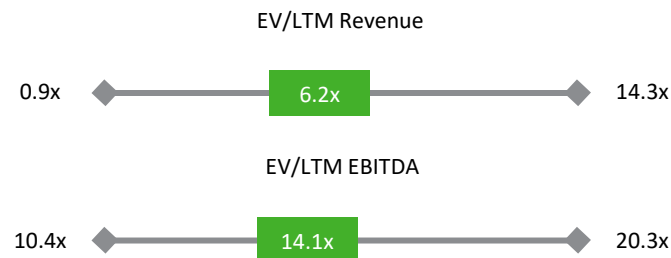 EV/LTM Revenue
0.9x 6.2x 14.3x
EV/LTM EBITDA
10.4x 14.1x 20.3x